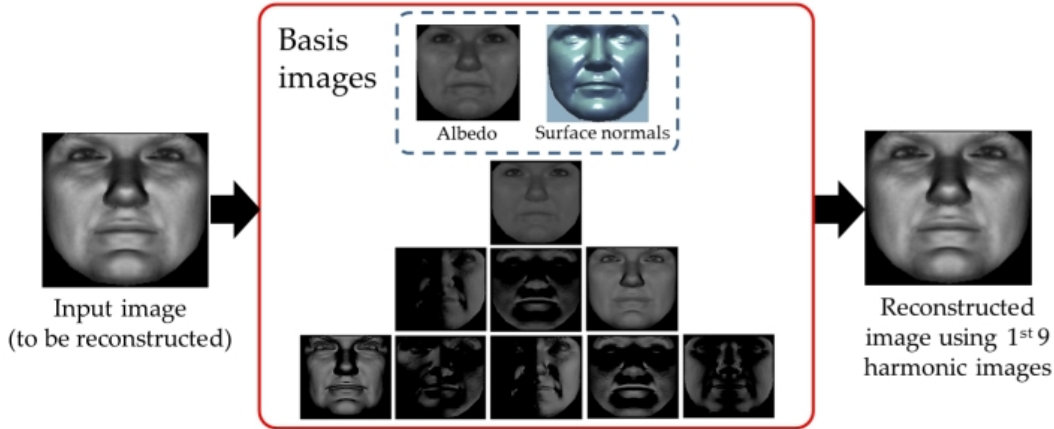 Basis
images
Albedo
Surface normals
Input image
(to be reconstructed)
Reconstructed
image using 1st 9
harmonic images